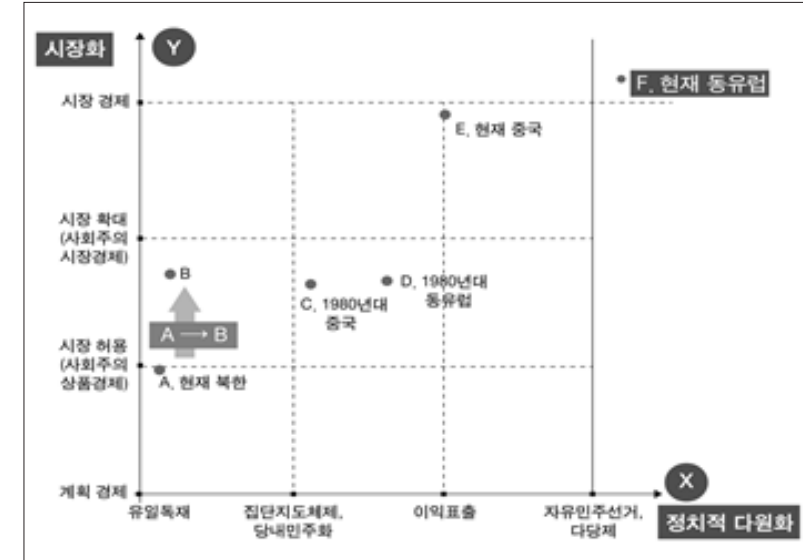 시장화
Y
시장 경제
F, 현재 동유럽
E, 현재 중국
시장 확대
(사회주의
시장경제)
B
D, 1980년대
동유럽
C, 1980년대
중국
A → B
시장 허용
(사회주의
상품경제)
A, 현재 북한
계획 경제
X
유일독재
집단지도체제,
당내민주화
이익표출
자유민주선거,
다당제
정치적 다원화